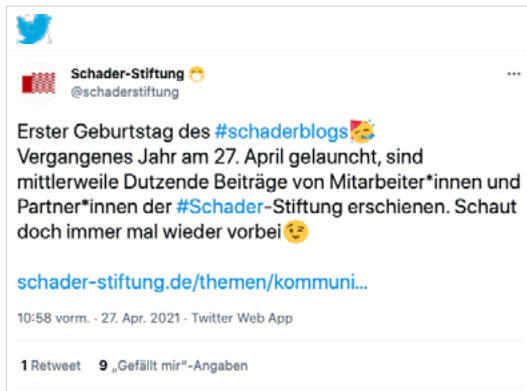 Schader-Stiftung 😷
@schaderstiftung
Erster Geburtstag des #schaderblogs🥳
Vergangenes Jahr am 27. April gelauncht, sind
mittlerweile Dutzende Beiträge von Mitarbeiter*innen und
Partner*innen der #Schader-Stiftung erschienen. Schaut
doch immer mal wieder vorbei😉
schader-stiftung.de/themen/kommuni...
10:58 vorm. · 27. Apr. 2021 · Twitter Web App
1 Retweet 9 „Gefällt mir“-Angaben